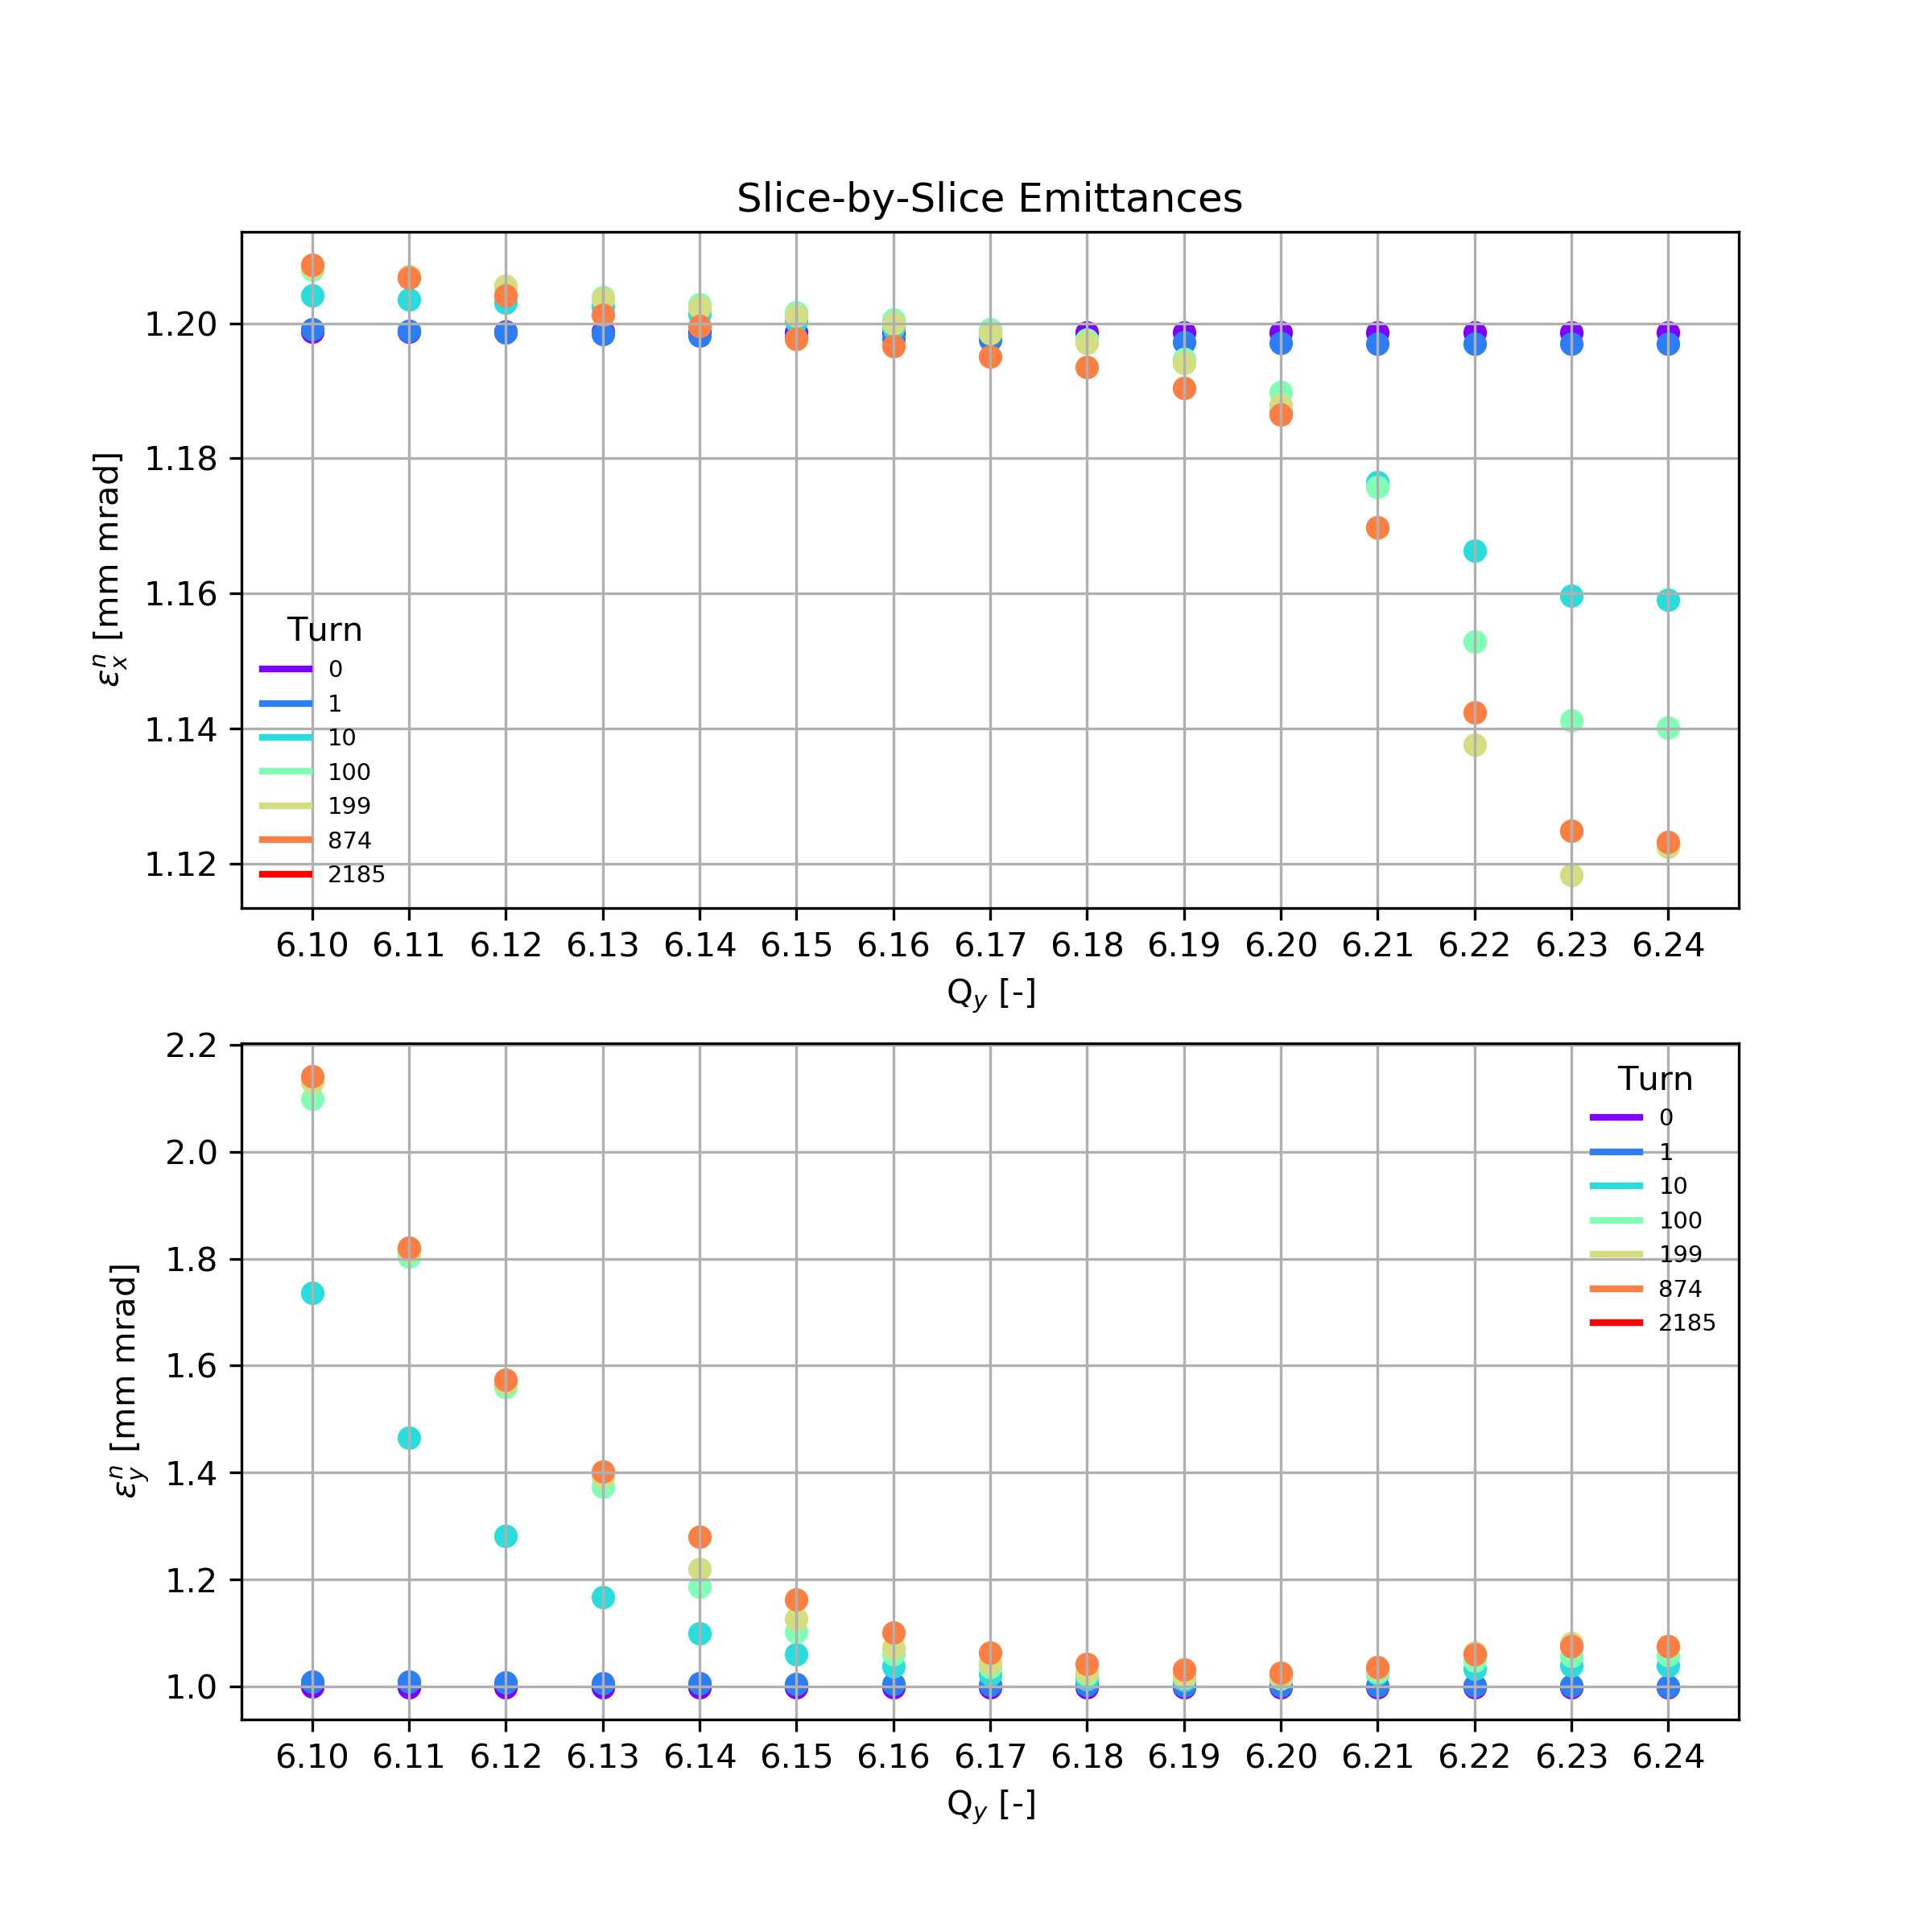 Slice-by-Slice Emittances
1.20
1.18
1.16
1.14
1.12
ε_x^n [mm mrad]
Turn
0
1
10
100
199
874
2185
6.10 6.11 6.12 6.13 6.14 6.15 6.16 6.17 6.18 6.19 6.20 6.21 6.22 6.23 6.24
Q_y [-]
2.2
2.0
1.8
1.6
1.4
1.2
1.0
ε_y^n [mm mrad]
Turn
0
1
10
100
199
874
2185
6.10 6.11 6.12 6.13 6.14 6.15 6.16 6.17 6.18 6.19 6.20 6.21 6.22 6.23 6.24
Q_y [-]